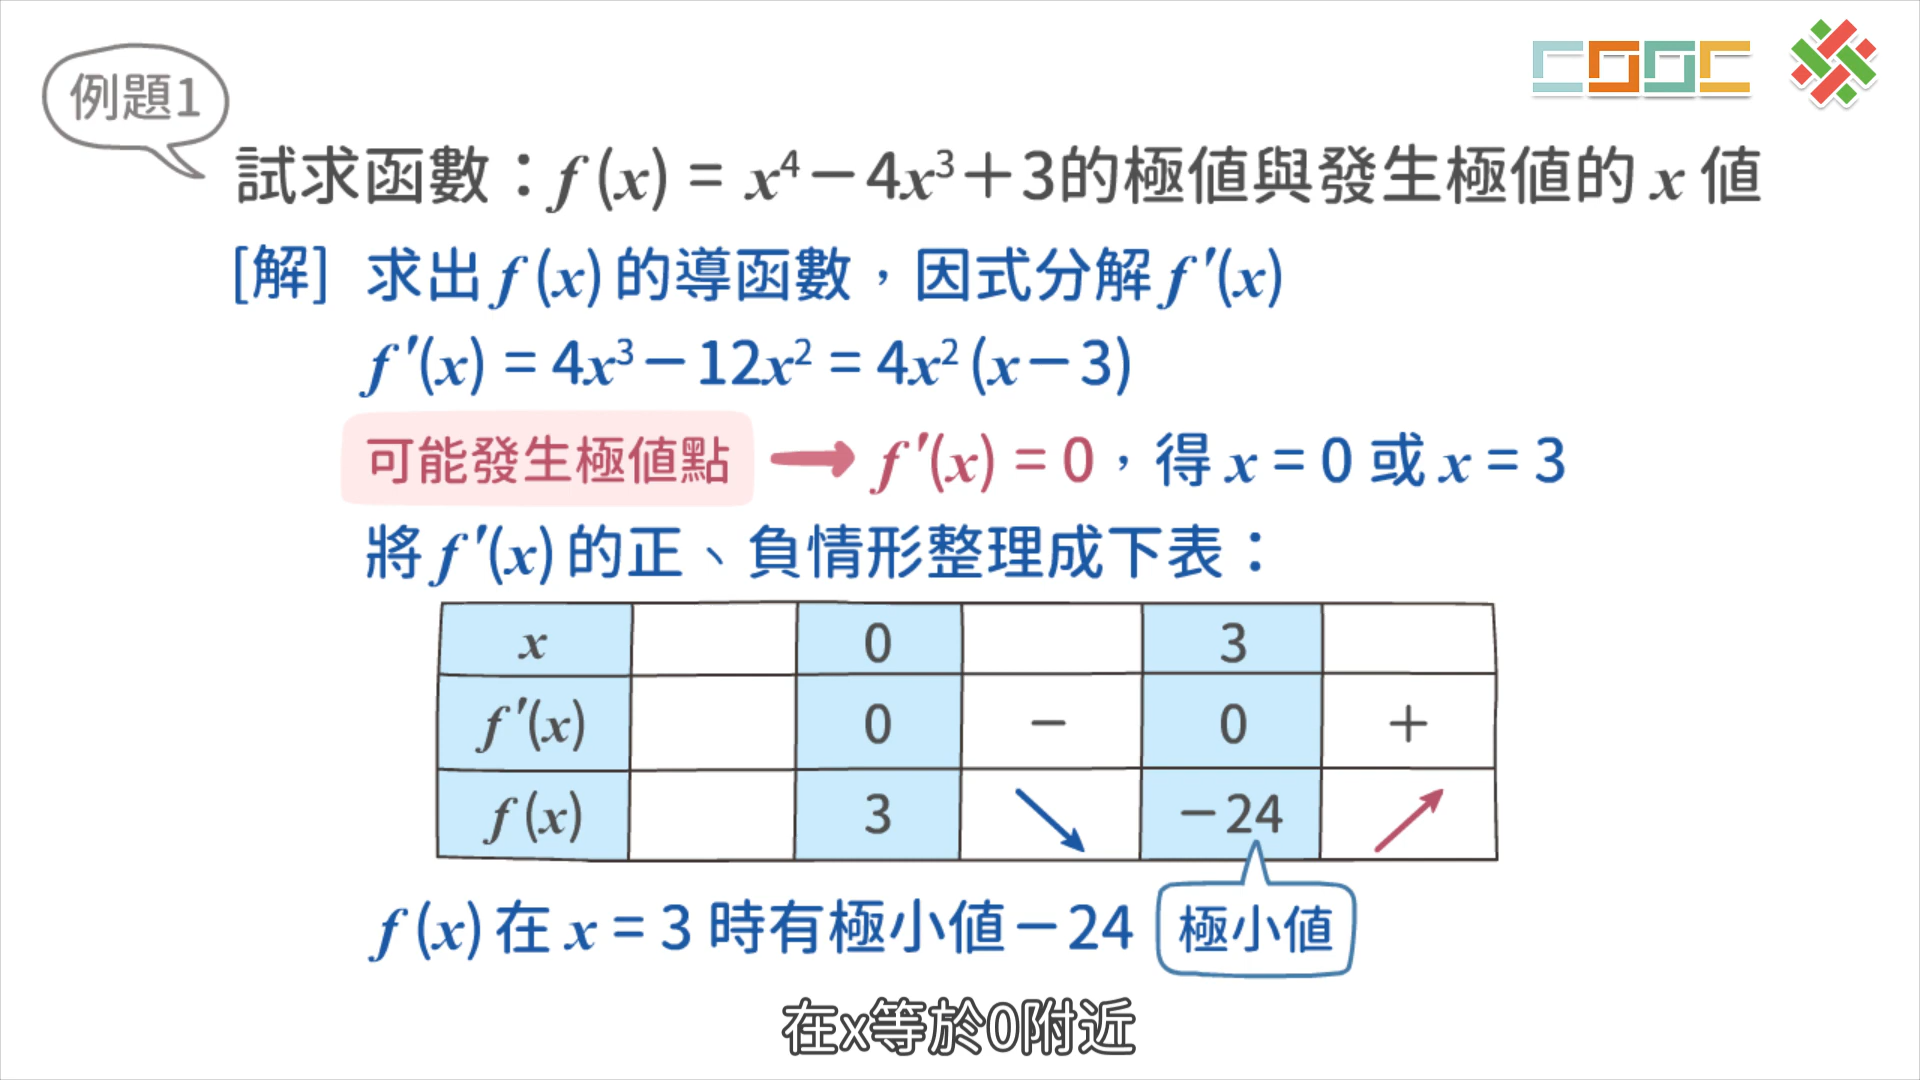 例題1
COOC
試求函數：f(x) = x⁴－4x³＋3的極值與發生極值的 x 值
[解] 求出 f(x) 的導函數，因式分解 f′(x)
f′(x) = 4x³－12x² = 4x²(x－3)
可能發生極值點 → f′(x) = 0，得 x = 0 或 x = 3
將 f′(x) 的正、負情形整理成下表：
x 0 3
f′(x) 0 － 0 ＋
f(x) 3 ↘ －24 ↗
f(x) 在 x = 3 時有極小值－24 極小值
在x等於0附近